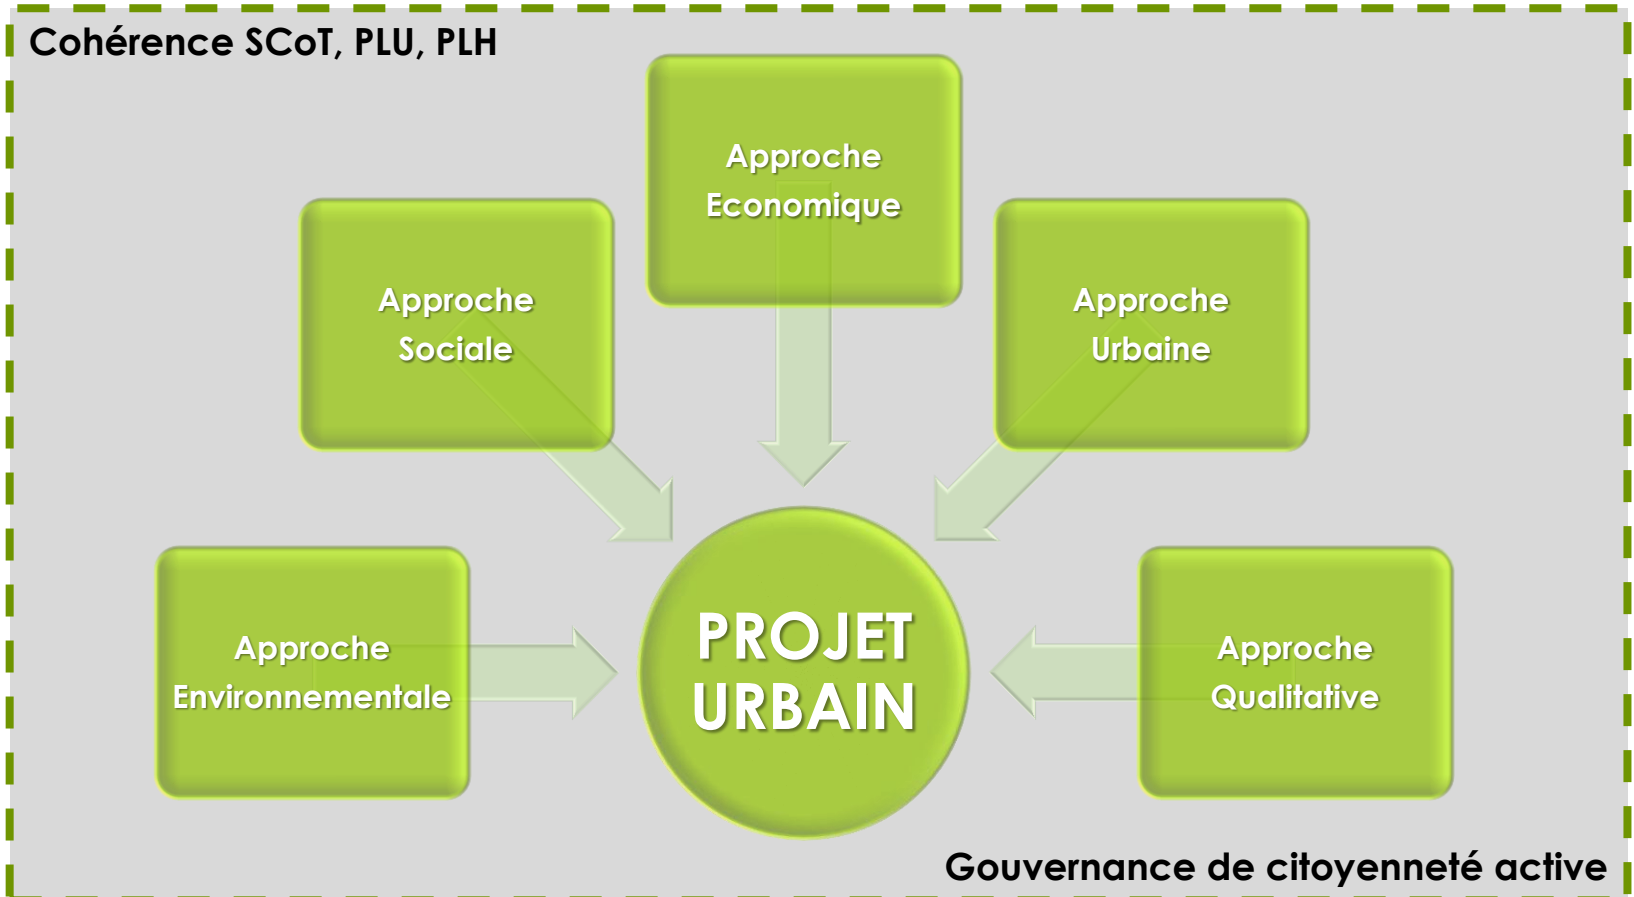 Cohérence SCoT, PLU, PLH
Approche
Economique
Approche
Sociale
Approche
Urbaine
Approche
Environnementale
PROJET
URBAIN
Approche
Qualitative
Gouvernance de citoyenneté active